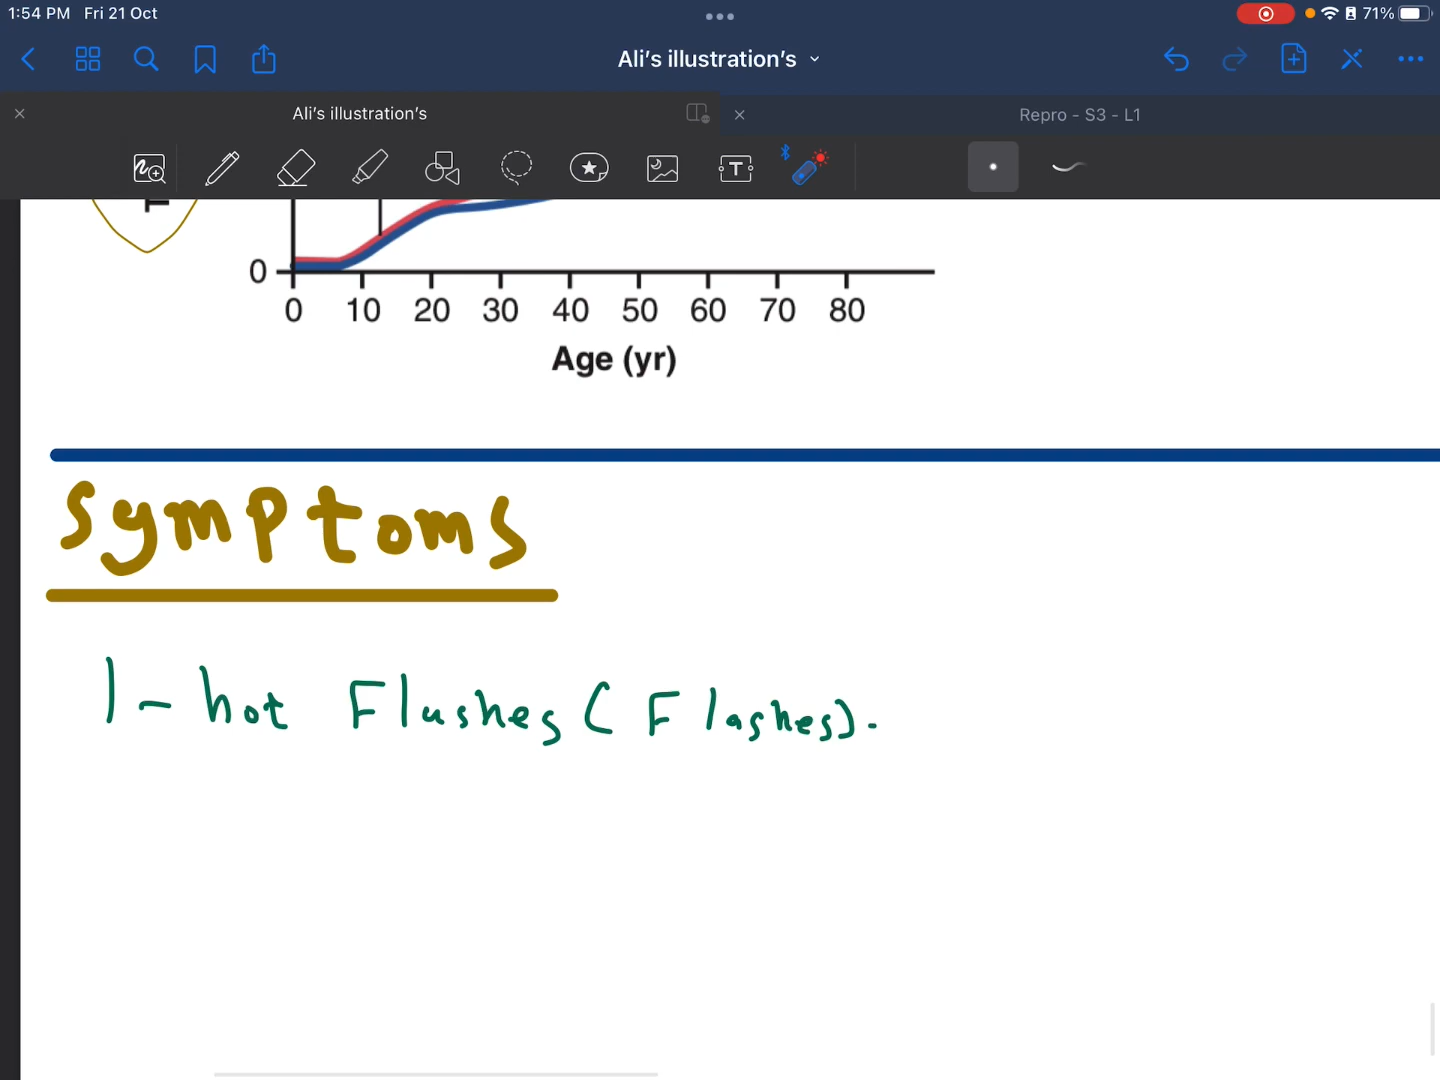 1:54 PM Fri 21 Oct
71%
Ali's illustration's
Ali's illustration's
Repro - S3 - L1
T
0
0 10 20 30 40 50 60 70 80
Age (yr)
Symptoms
1- hot Flushes (Flashes).